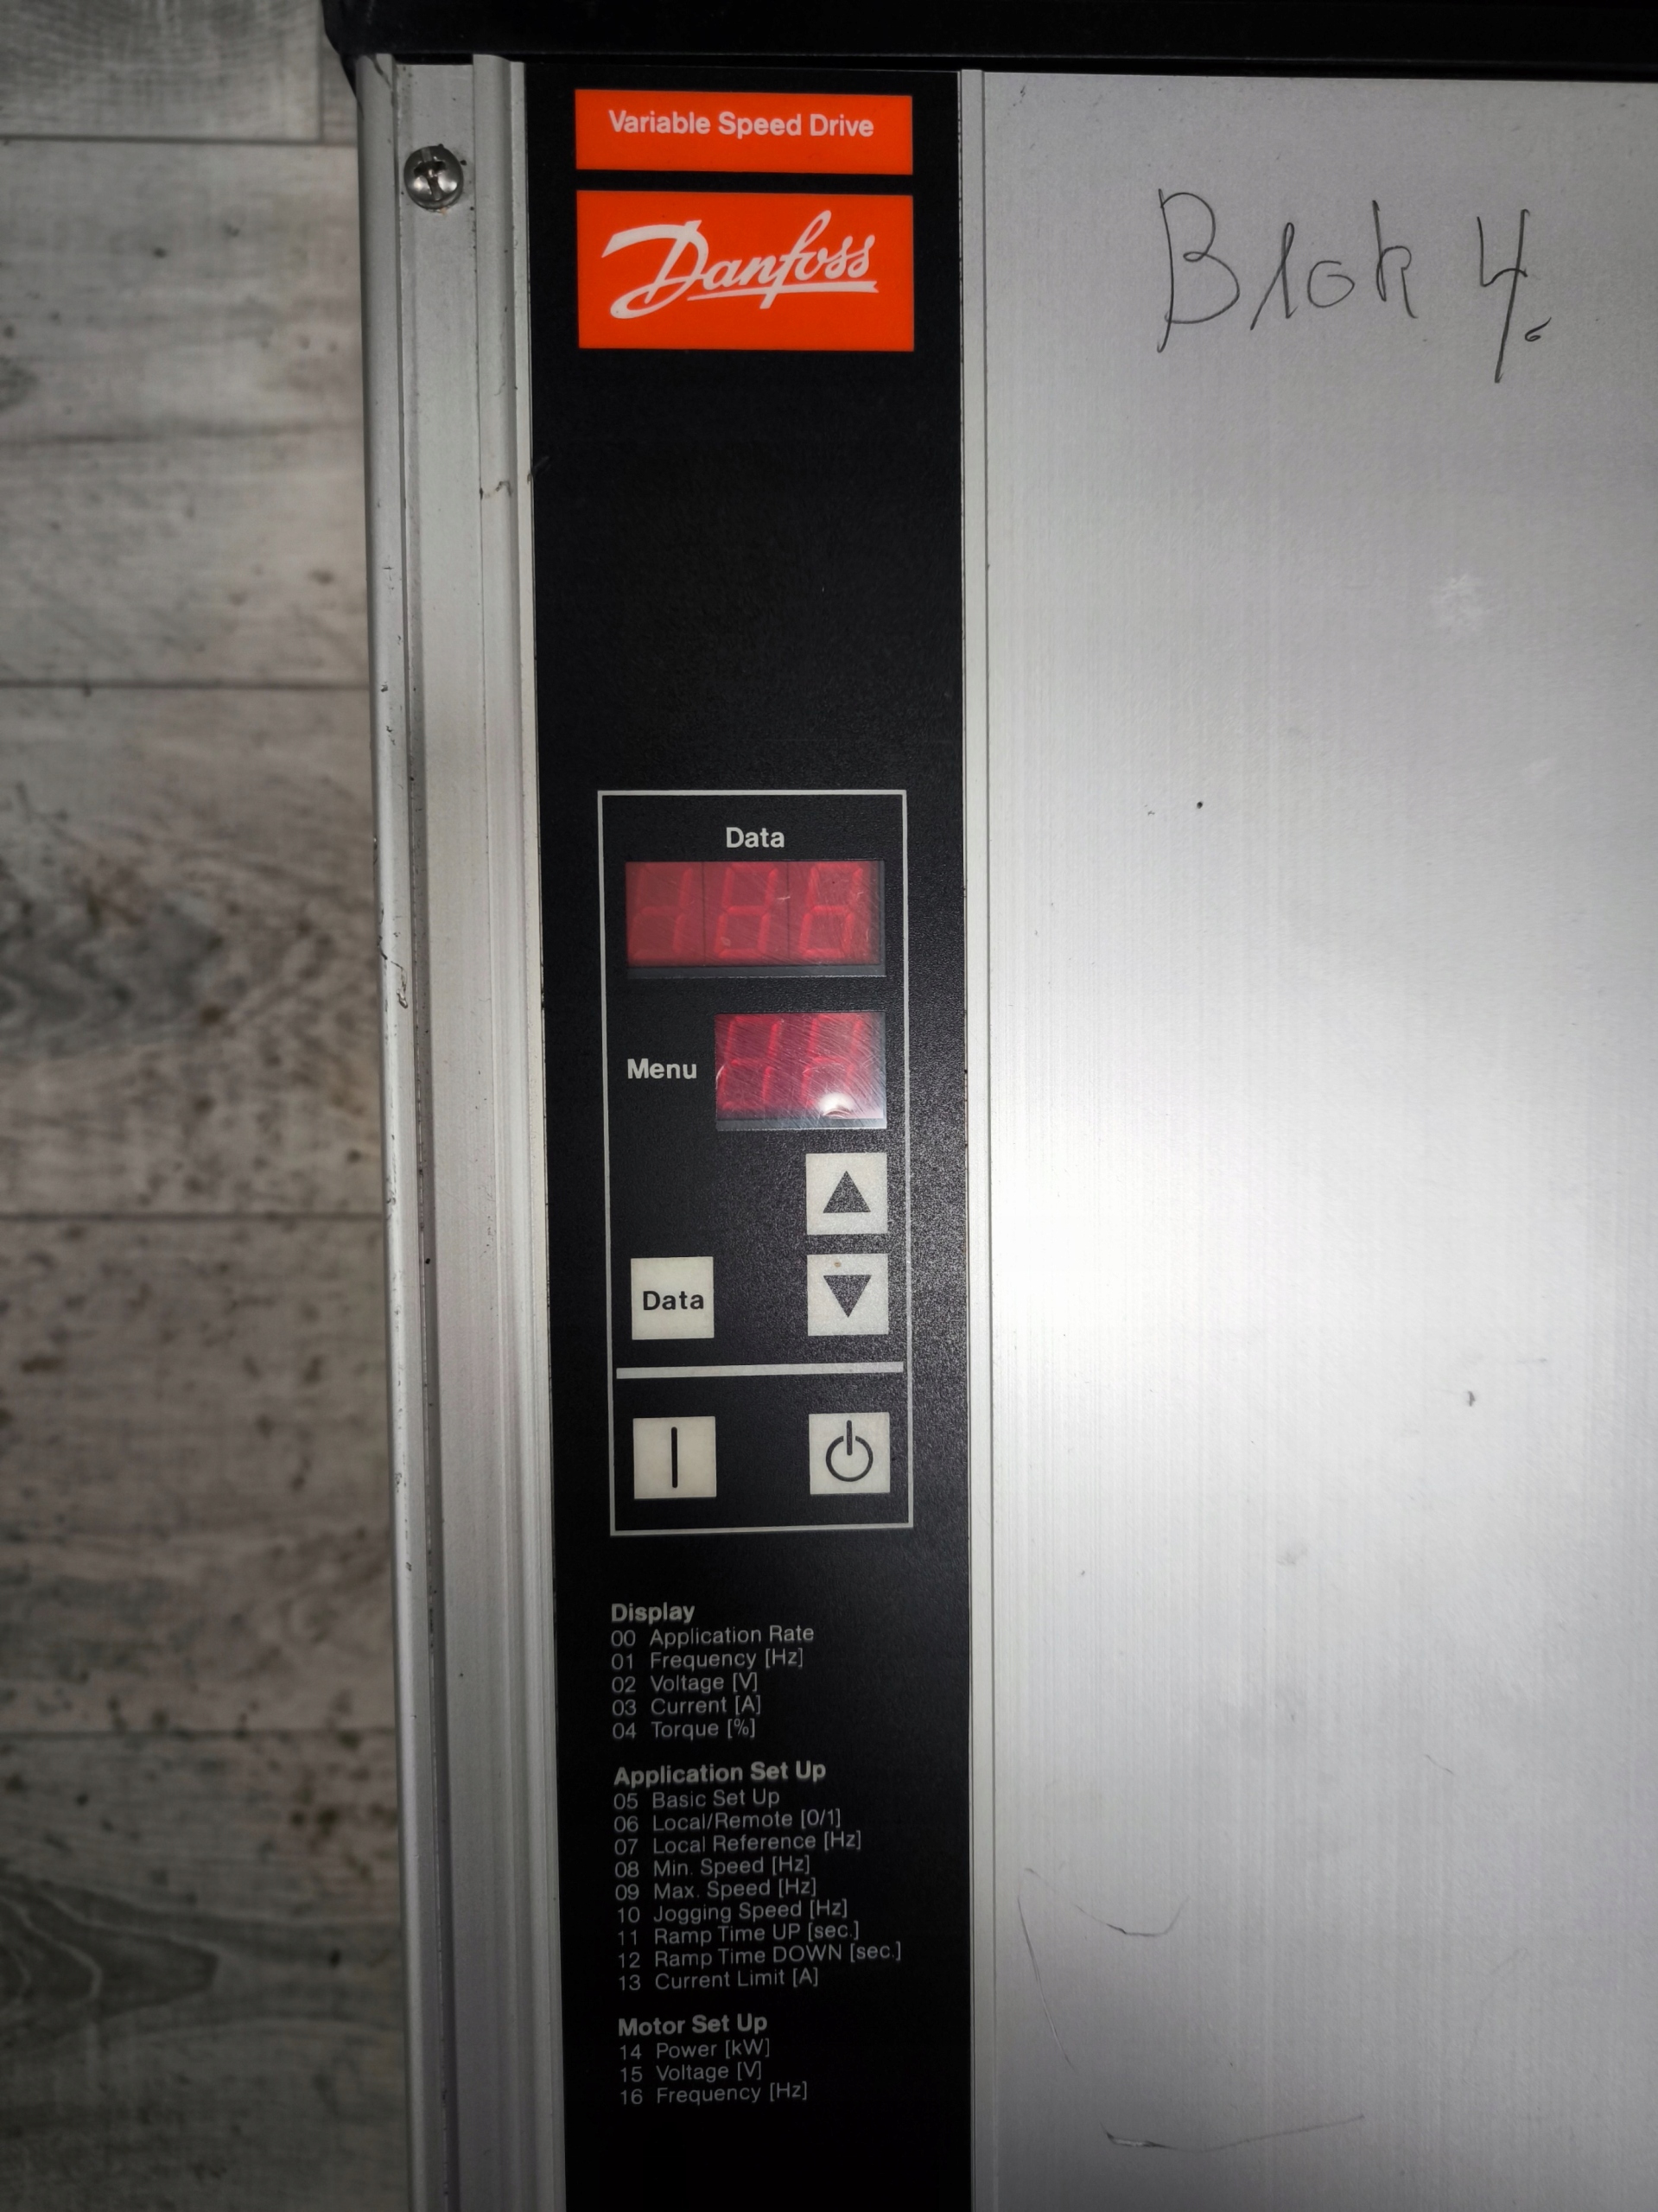 Variable Speed Drive
Danfoss
Blok 4.
Data
Menu
Data
Display
00 Application Rate
01 Frequency [Hz]
02 Voltage [V]
03 Current [A]
04 Torque [%]
Application Set Up
05 Basic Set Up
06 Local/Remote [0/1]
07 Local Reference [Hz]
08 Min. Speed [Hz]
09 Max. Speed [Hz]
10 Jogging Speed [Hz]
11 Ramp Time UP [sec.]
12 Ramp Time DOWN [sec.]
13 Current Limit [A]
Motor Set Up
14 Power [kW]
15 Voltage [V]
16 Frequency [Hz]